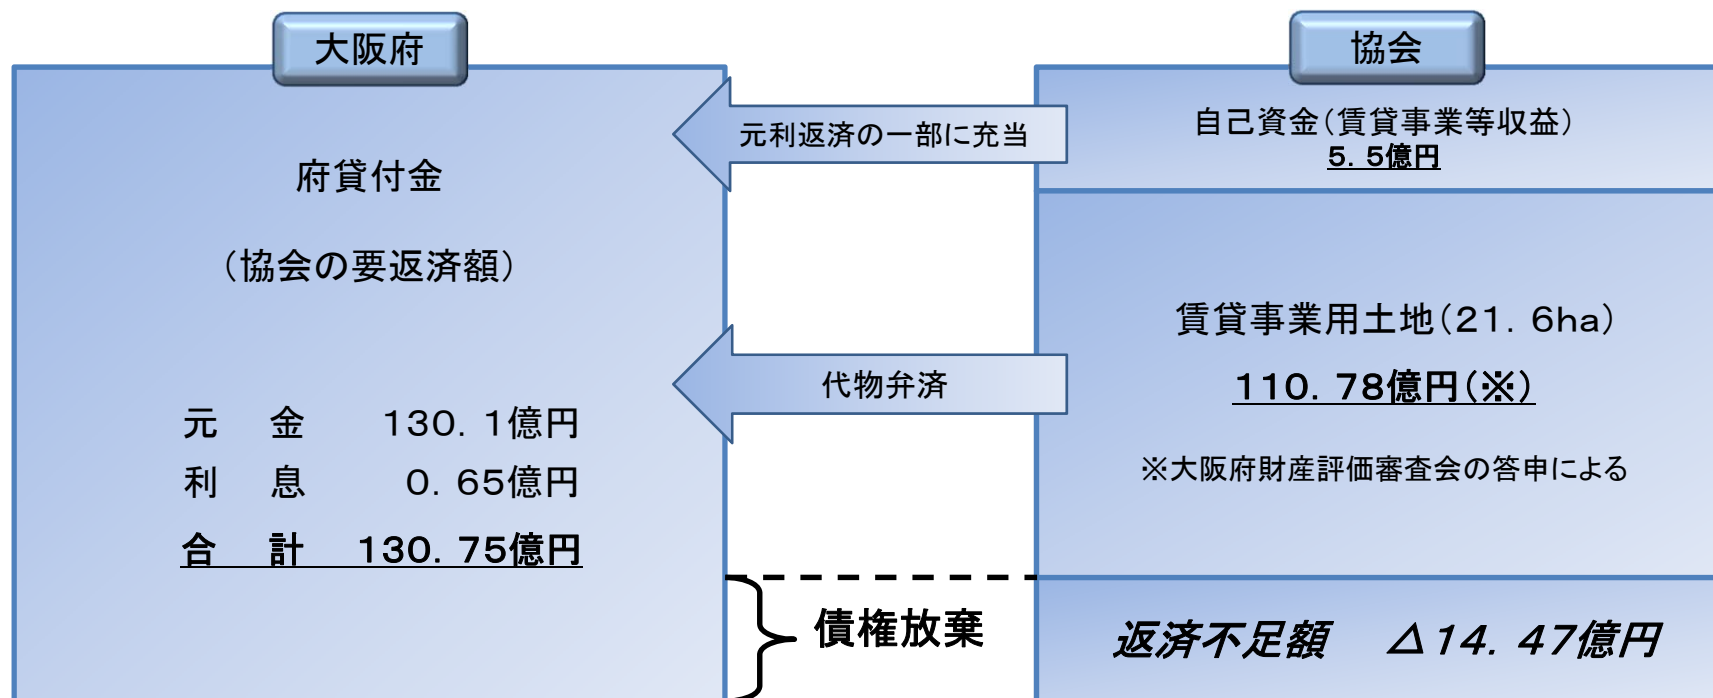 大阪府
府貸付金
（協会の要返済額）
元　金　130．1億円
利　息　0．65億円
合　計　130．75億円
元利返済の一部に充当
代物弁済
債権放棄
協会
自己資金（賃貸事業等収益）
5．5億円
賃貸事業用土地（21．6ha）
110．78億円（※）
※大阪府財産評価審査会の答申による
返済不足額　△14．47億円